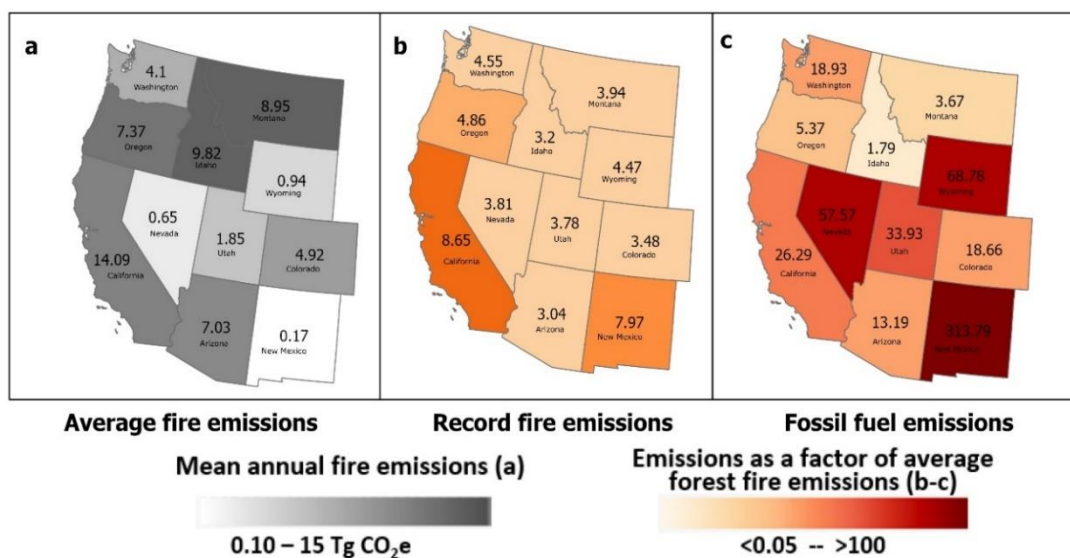 a
4.1
Washington
8.95
Montana
7.37
Oregon
9.82
Idaho
0.94
Wyoming
0.65
Nevada
1.85
Utah
4.92
Colorado
14.09
California
7.03
Arizona
0.17
New Mexico
b
4.55
Washington
3.94
Montana
4.86
Oregon
3.2
Idaho
4.47
Wyoming
3.81
Nevada
3.78
Utah
3.48
Colorado
8.65
California
3.04
Arizona
7.97
New Mexico
c
18.93
Washington
3.67
Montana
5.37
Oregon
1.79
Idaho
68.78
Wyoming
57.57
Nevada
33.93
Utah
18.66
Colorado
26.29
California
13.19
Arizona
313.79
New Mexico
Average fire emissions
Record fire emissions
Fossil fuel emissions
Mean annual fire emissions (a)
0.10 – 15 Tg CO₂e
Emissions as a factor of average
forest fire emissions (b-c)
<0.05 -- >100